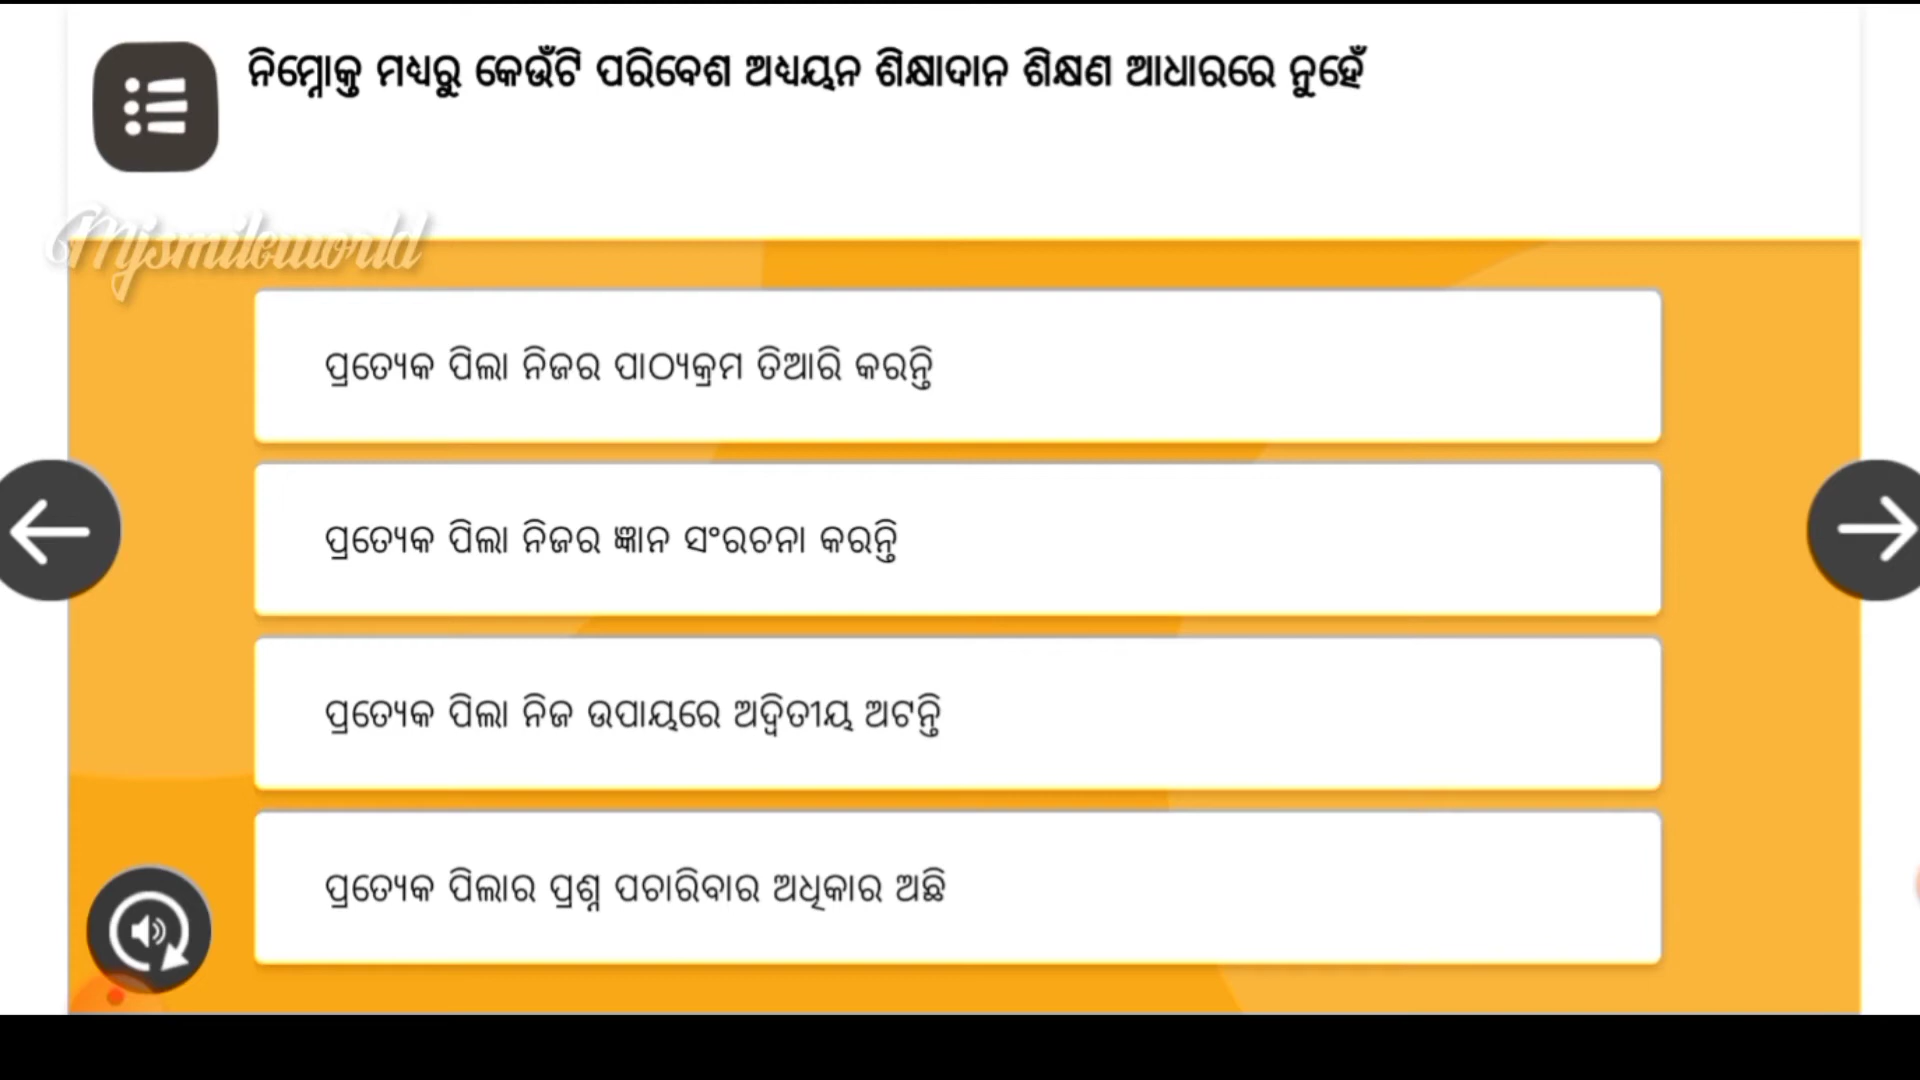 ନିମ୍ନୋକ୍ତ ମଧ୍ୟରୁ କେଉଁଟି ପରିବେଶ ଅଧ୍ୟୟନ ଶିକ୍ଷାଦାନ ଶିକ୍ଷଣ ଆଧାରରେ ନୁହେଁ
Mjsmileworld
ପ୍ରତ୍ୟେକ ପିଲା ନିଜର ପାଠ୍ୟକ୍ରମ ତିଆରି କରନ୍ତି
ପ୍ରତ୍ୟେକ ପିଲା ନିଜର ଜ୍ଞାନ ସଂରଚନା କରନ୍ତି
ପ୍ରତ୍ୟେକ ପିଲା ନିଜ ଉପାୟରେ ଅଦ୍ୱିତୀୟ ଅଟନ୍ତି
ପ୍ରତ୍ୟେକ ପିଲାର ପ୍ରଶ୍ନ ପଚାରିବାର ଅଧିକାର ଅଛି